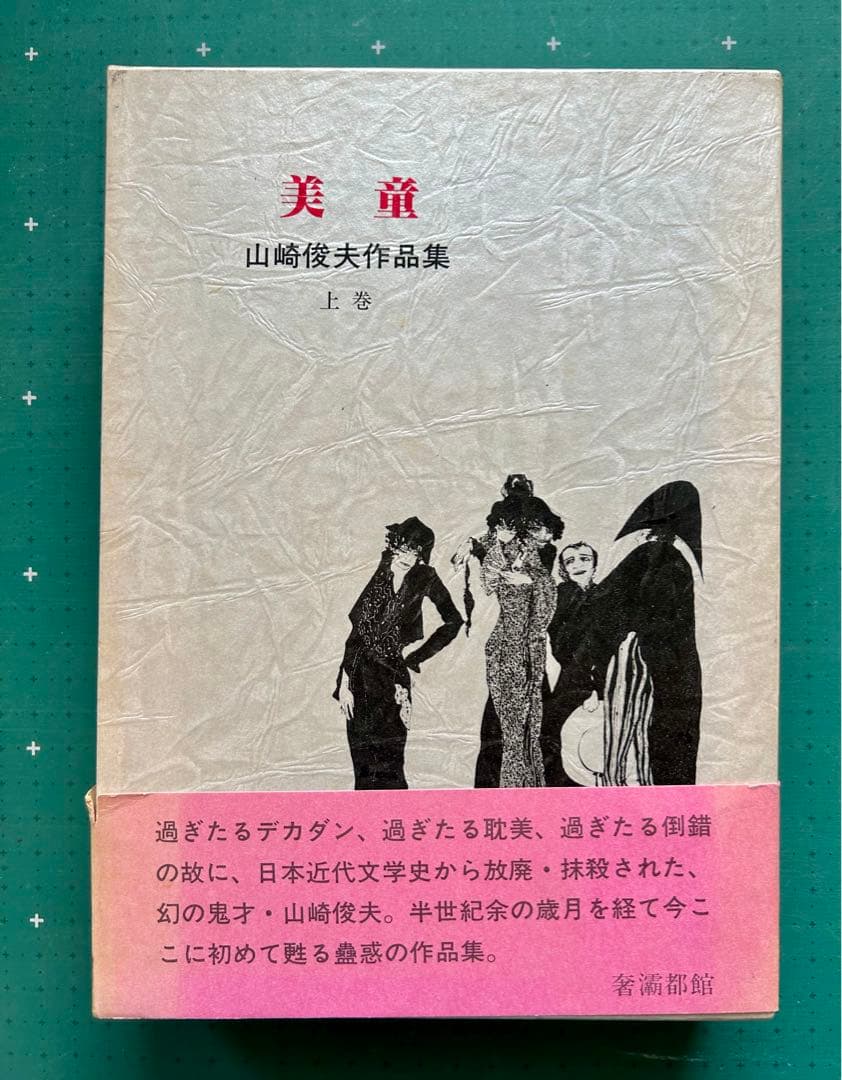 美童
山崎俊夫作品集
上巻
過ぎたるデカダン、過ぎたる耽美、過ぎたる倒錯
の故に、日本近代文学史から放廃・抹殺された、
幻の鬼才・山崎俊夫。半世紀余の歳月を経て今こ
こに初めて甦る蠱惑の作品集。
奢灞都館